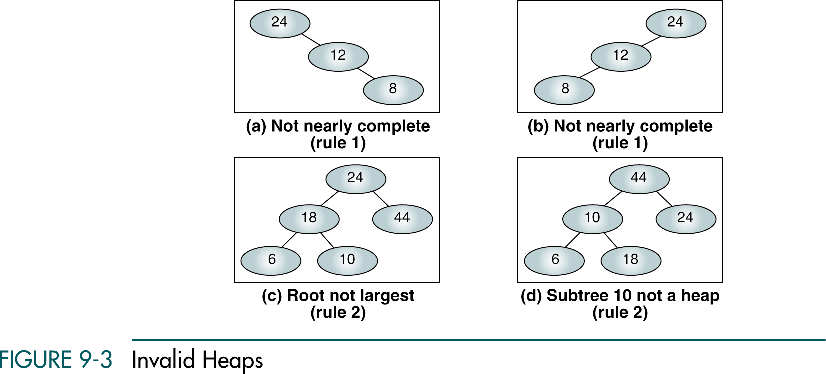 24
12
8
(a) Not nearly complete
(rule 1)
24
12
8
(b) Not nearly complete
(rule 1)
24
18
44
6
10
(c) Root not largest
(rule 2)
44
10
24
6
18
(d) Subtree 10 not a heap
(rule 2)
FIGURE 9-3 Invalid Heaps